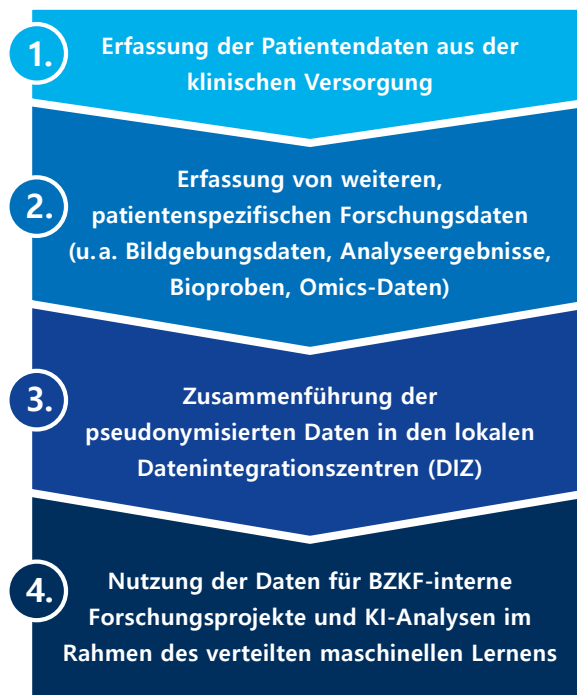 1.
Erfassung der Patientendaten aus der
klinischen Versorgung
2.
Erfassung von weiteren,
patientenspezifischen Forschungsdaten
(u. a. Bildgebungsdaten, Analyseergebnisse,
Bioproben, Omics-Daten)
3.
Zusammenführung der
pseudonymisierten Daten in den lokalen
Datenintegrationszentren (DIZ)
4.
Nutzung der Daten für BZKF-interne
Forschungsprojekte und KI-Analysen im
Rahmen des verteilten maschinellen Lernens